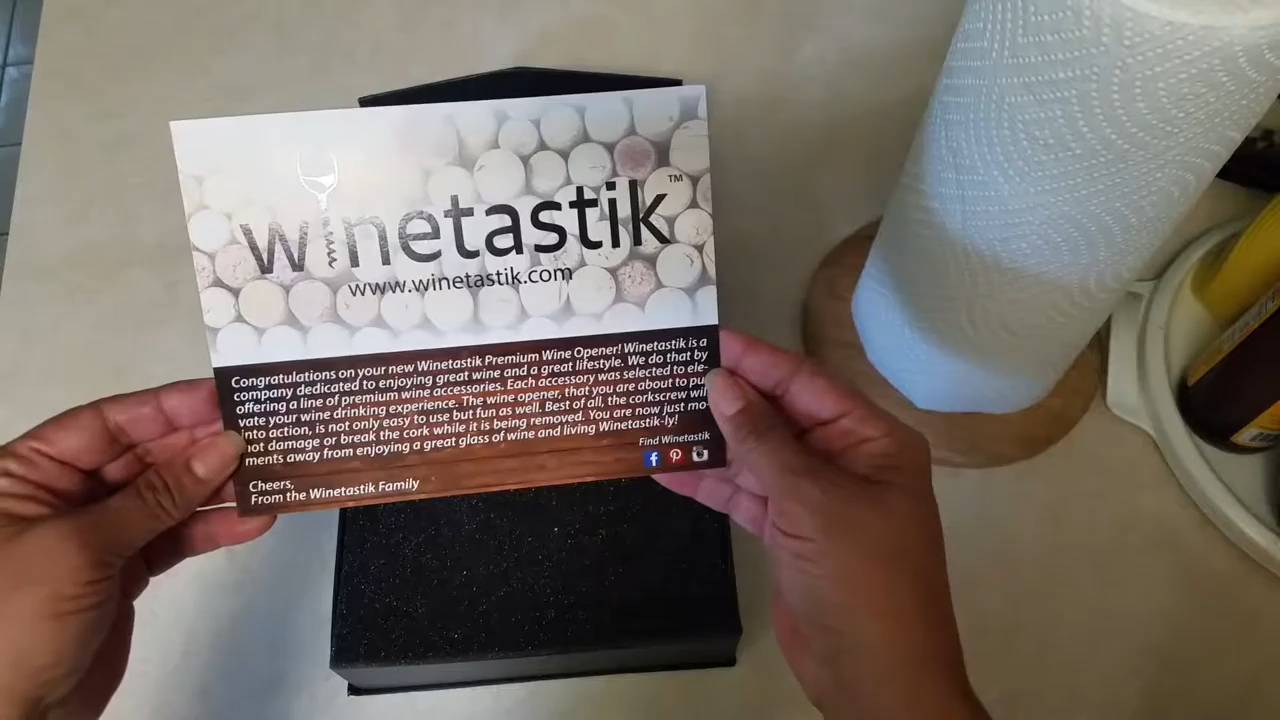 winetastik™
www.winetastik.com
Congratulations on your new Winetastik Premium Wine Opener! Winetastik is a
company dedicated to enjoying great wine and a great lifestyle. We do that by
offering a line of premium wine accessories. Each accessory was selected to ele-
vate your wine drinking experience. The wine opener, that you are about to put
into action, is not only easy to use but fun as well. Best of all, the corkscrew will
not damage or break the cork while it is being removed. You are now just mo-
ments away from enjoying a great glass of wine and living Winetastik-ly!
Find Winetastik
Cheers,
From the Winetastik Family